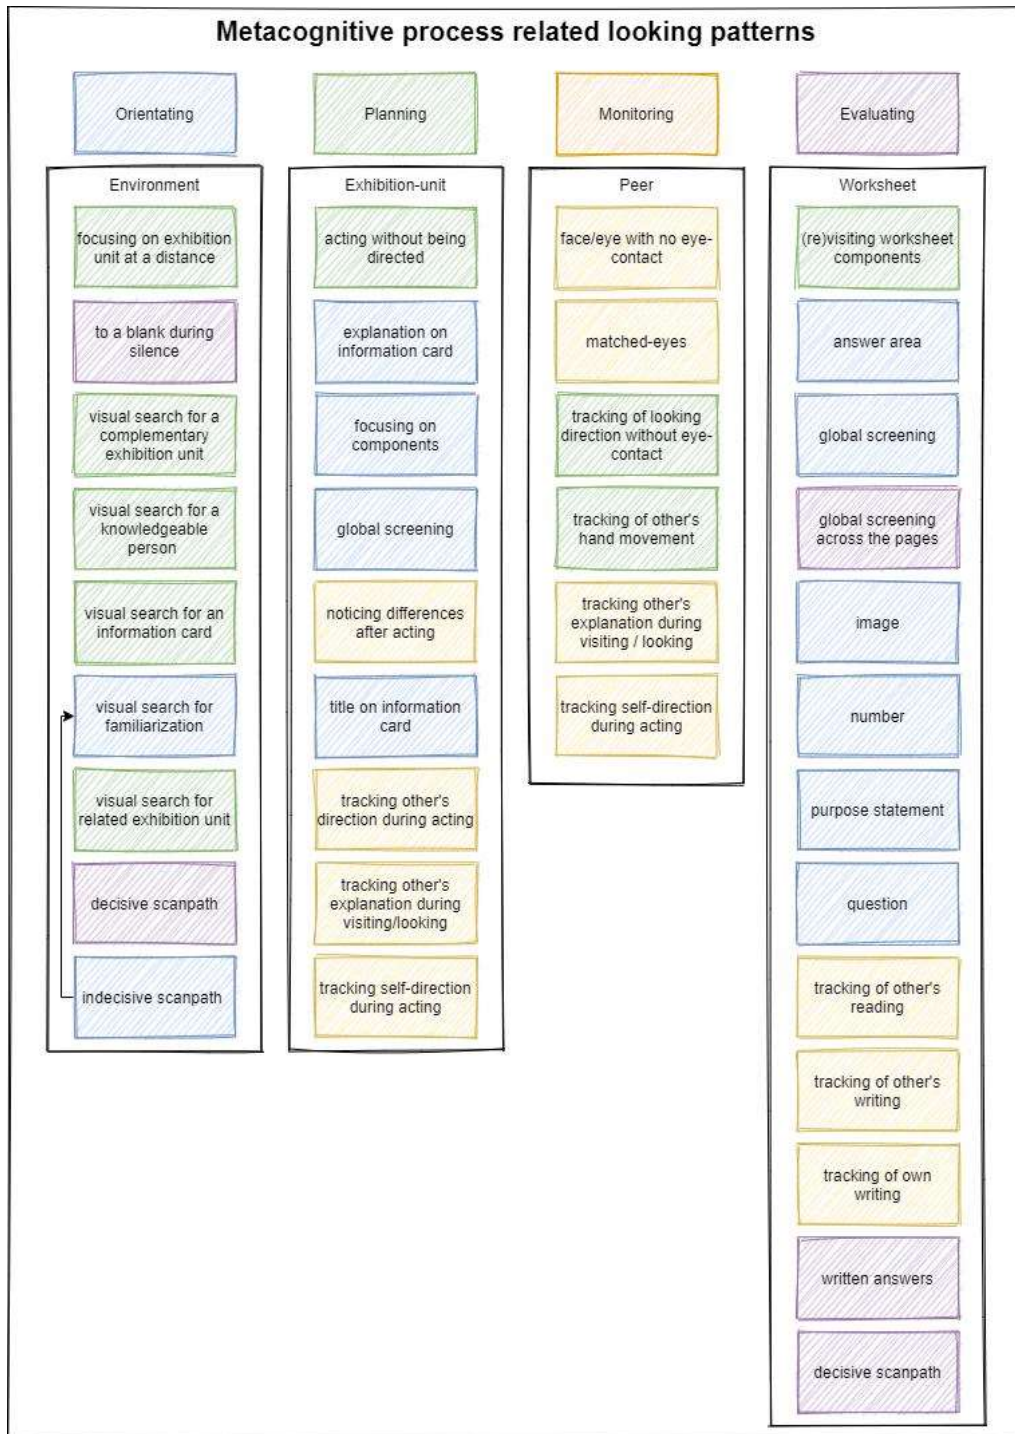 Metacognitive process related looking patterns
Orientating
Planning
Monitoring
Evaluating
Environment
focusing on exhibition
unit at a distance
to a blank during
silence
visual search for a
complementary
exhibition unit
visual search for a
knowledgeable
person
visual search for an
information card
visual search for
familiarization
visual search for
related exhibition unit
decisive scanpath
indecisive scanpath
Exhibition-unit
acting without being
directed
explanation on
information card
focusing on
components
global screening
noticing differences
after acting
title on information
card
tracking other's
direction during acting
tracking other's
explanation during
visiting/looking
tracking self-direction
during acting
Peer
face/eye with no eye-
contact
matched-eyes
tracking of looking
direction without eye-
contact
tracking of other's
hand movement
tracking other's
explanation during
visiting / looking
tracking self-direction
during acting
Worksheet
(re)visiting worksheet
components
answer area
global screening
global screening
across the pages
image
number
purpose statement
question
tracking of other's
reading
tracking of other's
writing
tracking of own
writing
written answers
decisive scanpath